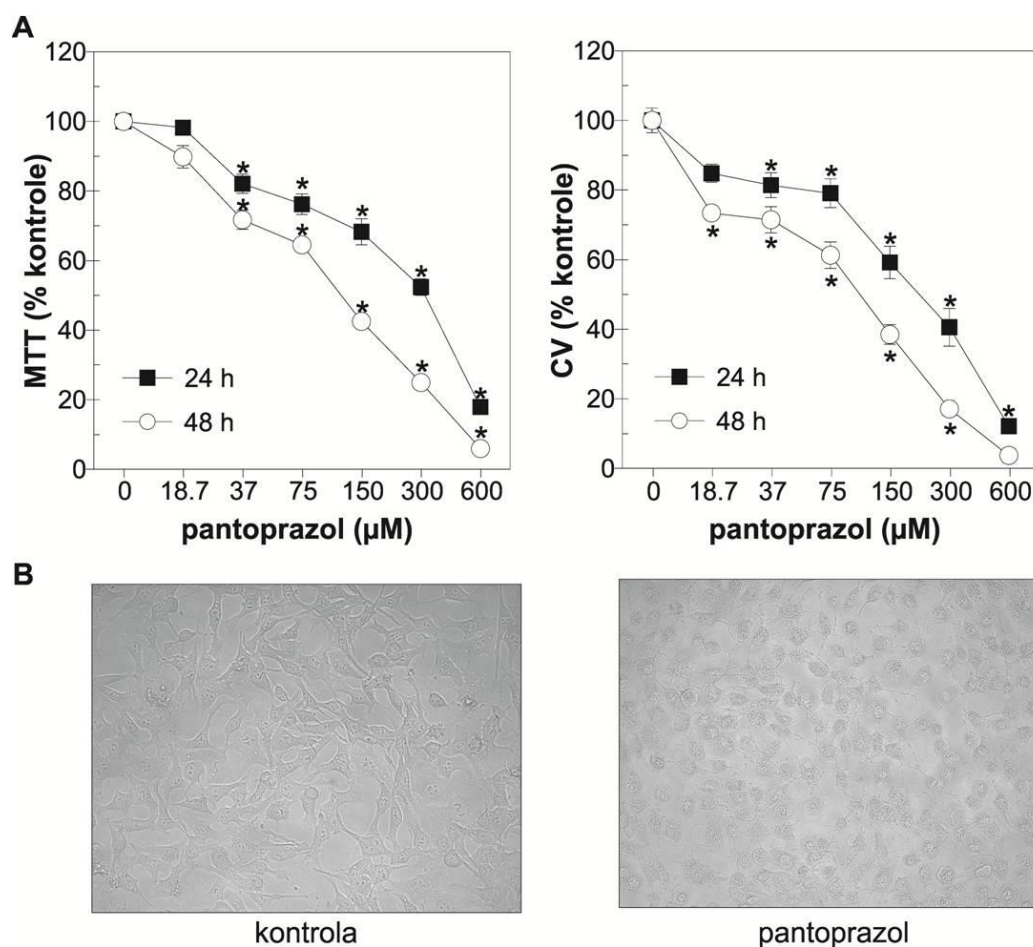 A
120
100
80
60
40
20
0
MTT (% kontrole)
24 h
48 h
0 18.7 37 75 150 300 600
pantoprazol (µM)
120
100
80
60
40
20
0
CV (% kontrole)
24 h
48 h
0 18.7 37 75 150 300 600
pantoprazol (µM)
B
kontrola
pantoprazol